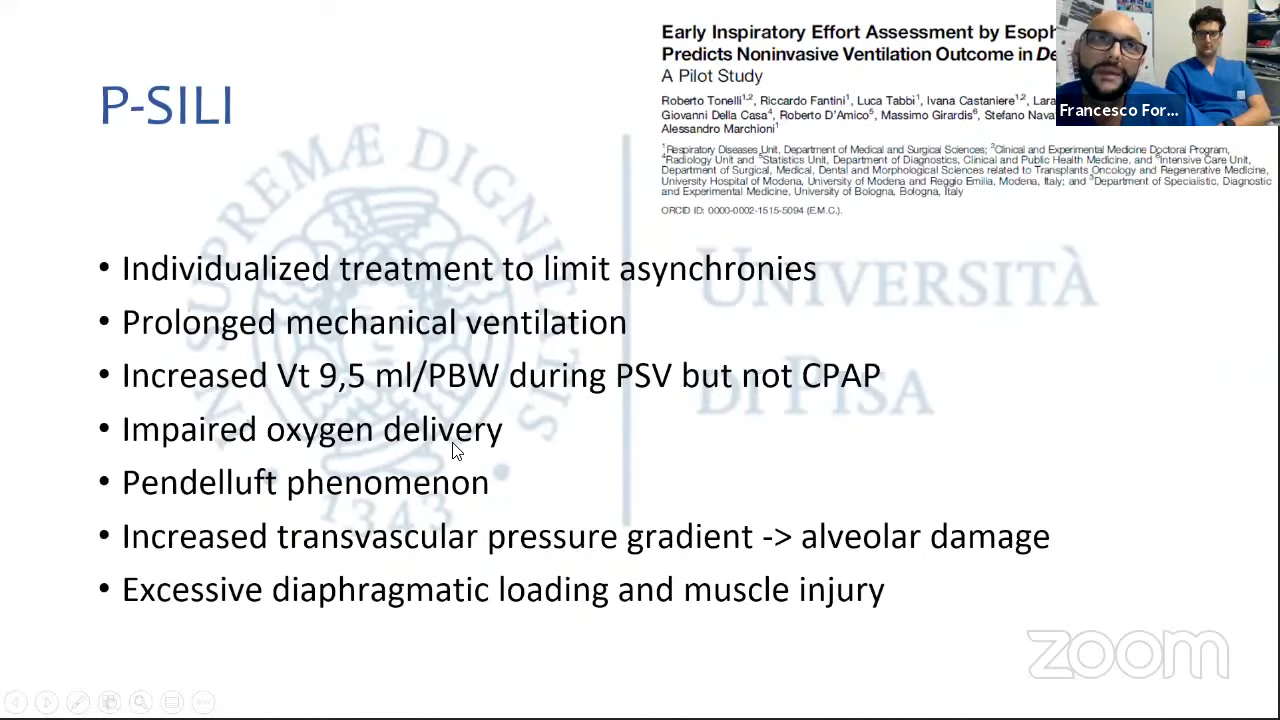 P-SILI
Early Inspiratory Effort Assessment by Esoph
Predicts Noninvasive Ventilation Outcome in De
A Pilot Study
Roberto Tonelli1,2, Riccardo Fantini1, Luca Tabbì1, Ivana Castaniere1,2, Lara
Giovanni Della Casa4, Roberto D'Amico5, Massimo Girardis6, Stefano Nava
Alessandro Marchioni1
1Respiratory Diseases Unit, Department of Medical and Surgical Sciences; 2Clinical and Experimental Medicine Doctoral Program,
4Radiology Unit and 5Statistics Unit, Department of Diagnostics, Clinical and Public Health Medicine, and 6Intensive Care Unit,
Department of Surgical, Medical, Dental and Morphological Sciences related to Transplants Oncology and Regenerative Medicine,
University Hospital of Modena, University of Modena and Reggio Emilia, Modena, Italy; and 3Department of Specialistic, Diagnostic
and Experimental Medicine, University of Bologna, Bologna, Italy
ORCID ID: 0000-0002-1515-5094 (E.M.C.).
Francesco For...
• Individualized treatment to limit asynchronies
• Prolonged mechanical ventilation
• Increased Vt 9,5 ml/PBW during PSV but not CPAP
• Impaired oxygen delivery
• Pendelluft phenomenon
• Increased transvascular pressure gradient -> alveolar damage
• Excessive diaphragmatic loading and muscle injury
IN SUPREMÆ DIGNITATIS
1343
UNIVERSITÀ
DI PISA
zoom